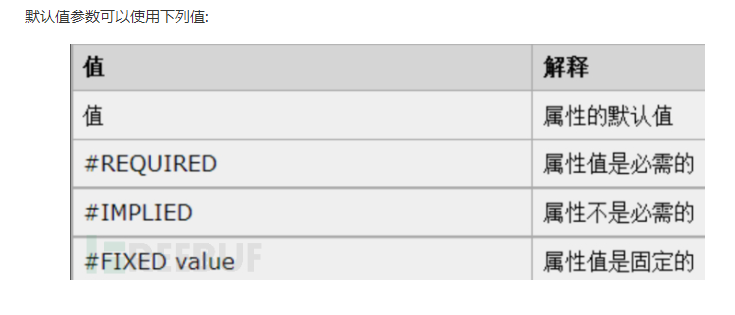 默认值参数可以使用下列值:
值 解释
值 属性的默认值
#REQUIRED 属性值是必需的
#IMPLIED 属性不是必需的
#FIXED value 属性值是固定的
REEBUF